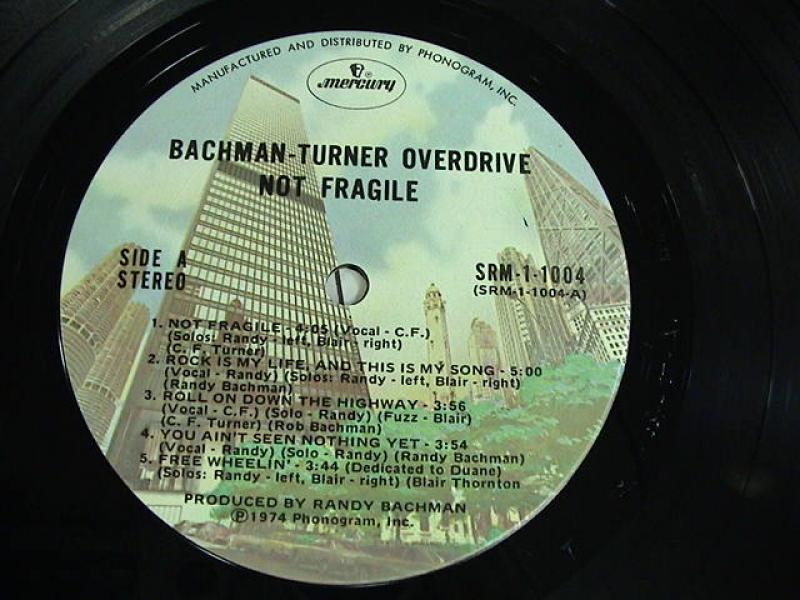 MANUFACTURED AND DISTRIBUTED BY PHONOGRAM, INC.
mercury
BACHMAN-TURNER OVERDRIVE
NOT FRAGILE
SIDE A
STEREO
SRM-1-1004
(SRM-1-1004-A)
1. NOT FRAGILE - 4:05 (Vocal - C.F.)
(Solos: Randy - left, Blair - right)
(C. F. Turner)
2. ROCK IS MY LIFE, AND THIS IS MY SONG - 5:00
(Vocal - Randy) (Solos: Randy - left, Blair - right)
(Randy Bachman)
3. ROLL ON DOWN THE HIGHWAY - 3:56
(Vocal - C.F.) (Solo - Randy) (Fuzz - Blair)
(C. F. Turner) (Rob Bachman)
4. YOU AIN'T SEEN NOTHING YET - 3:54
(Vocal - Randy) (Solo - Randy) (Randy Bachman)
5. FREE WHEELIN' - 3:44 (Dedicated to Duane)
(Solos: Randy - left, Blair - right) (Blair Thornton
PRODUCED BY RANDY BACHMAN
Ⓟ1974 Phonogram, Inc.